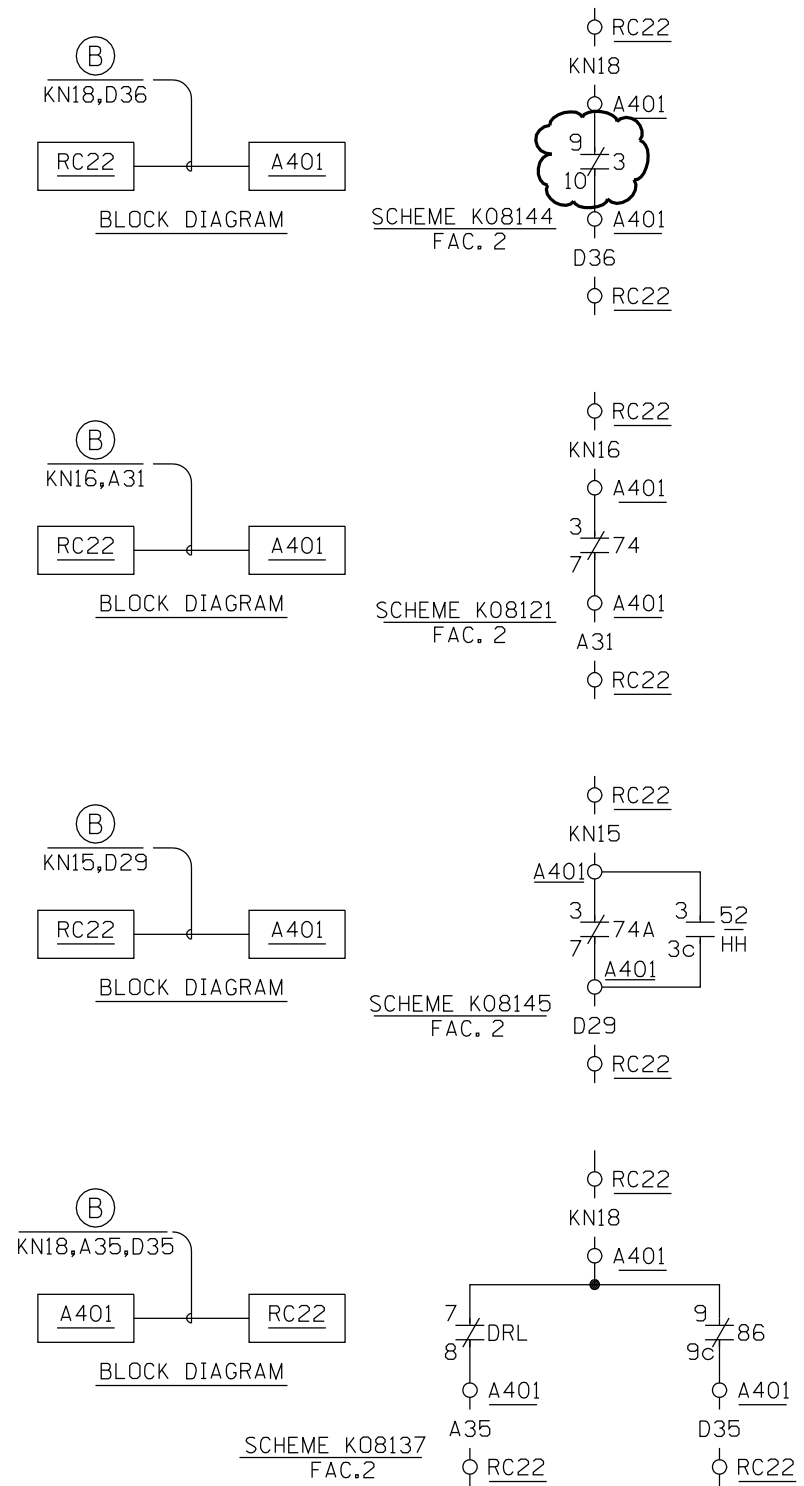 B
KN18,D36
RC22
A401
BLOCK DIAGRAM
RC22
KN18
A401
9
3
10
A401
SCHEME K08144
FAC. 2
D36
RC22
B
KN16,A31
RC22
A401
BLOCK DIAGRAM
RC22
KN16
A401
3
74
7
A401
SCHEME K08121
FAC. 2
A31
RC22
B
KN15,D29
RC22
A401
BLOCK DIAGRAM
RC22
KN15
A401
3
74A
7
3
52
HH
3c
A401
SCHEME K08145
FAC. 2
D29
RC22
B
KN18,A35,D35
A401
RC22
BLOCK DIAGRAM
RC22
KN18
A401
7
DRL
8
9
86
9c
A401
A401
A35
D35
SCHEME K08137
FAC.2
RC22
RC22